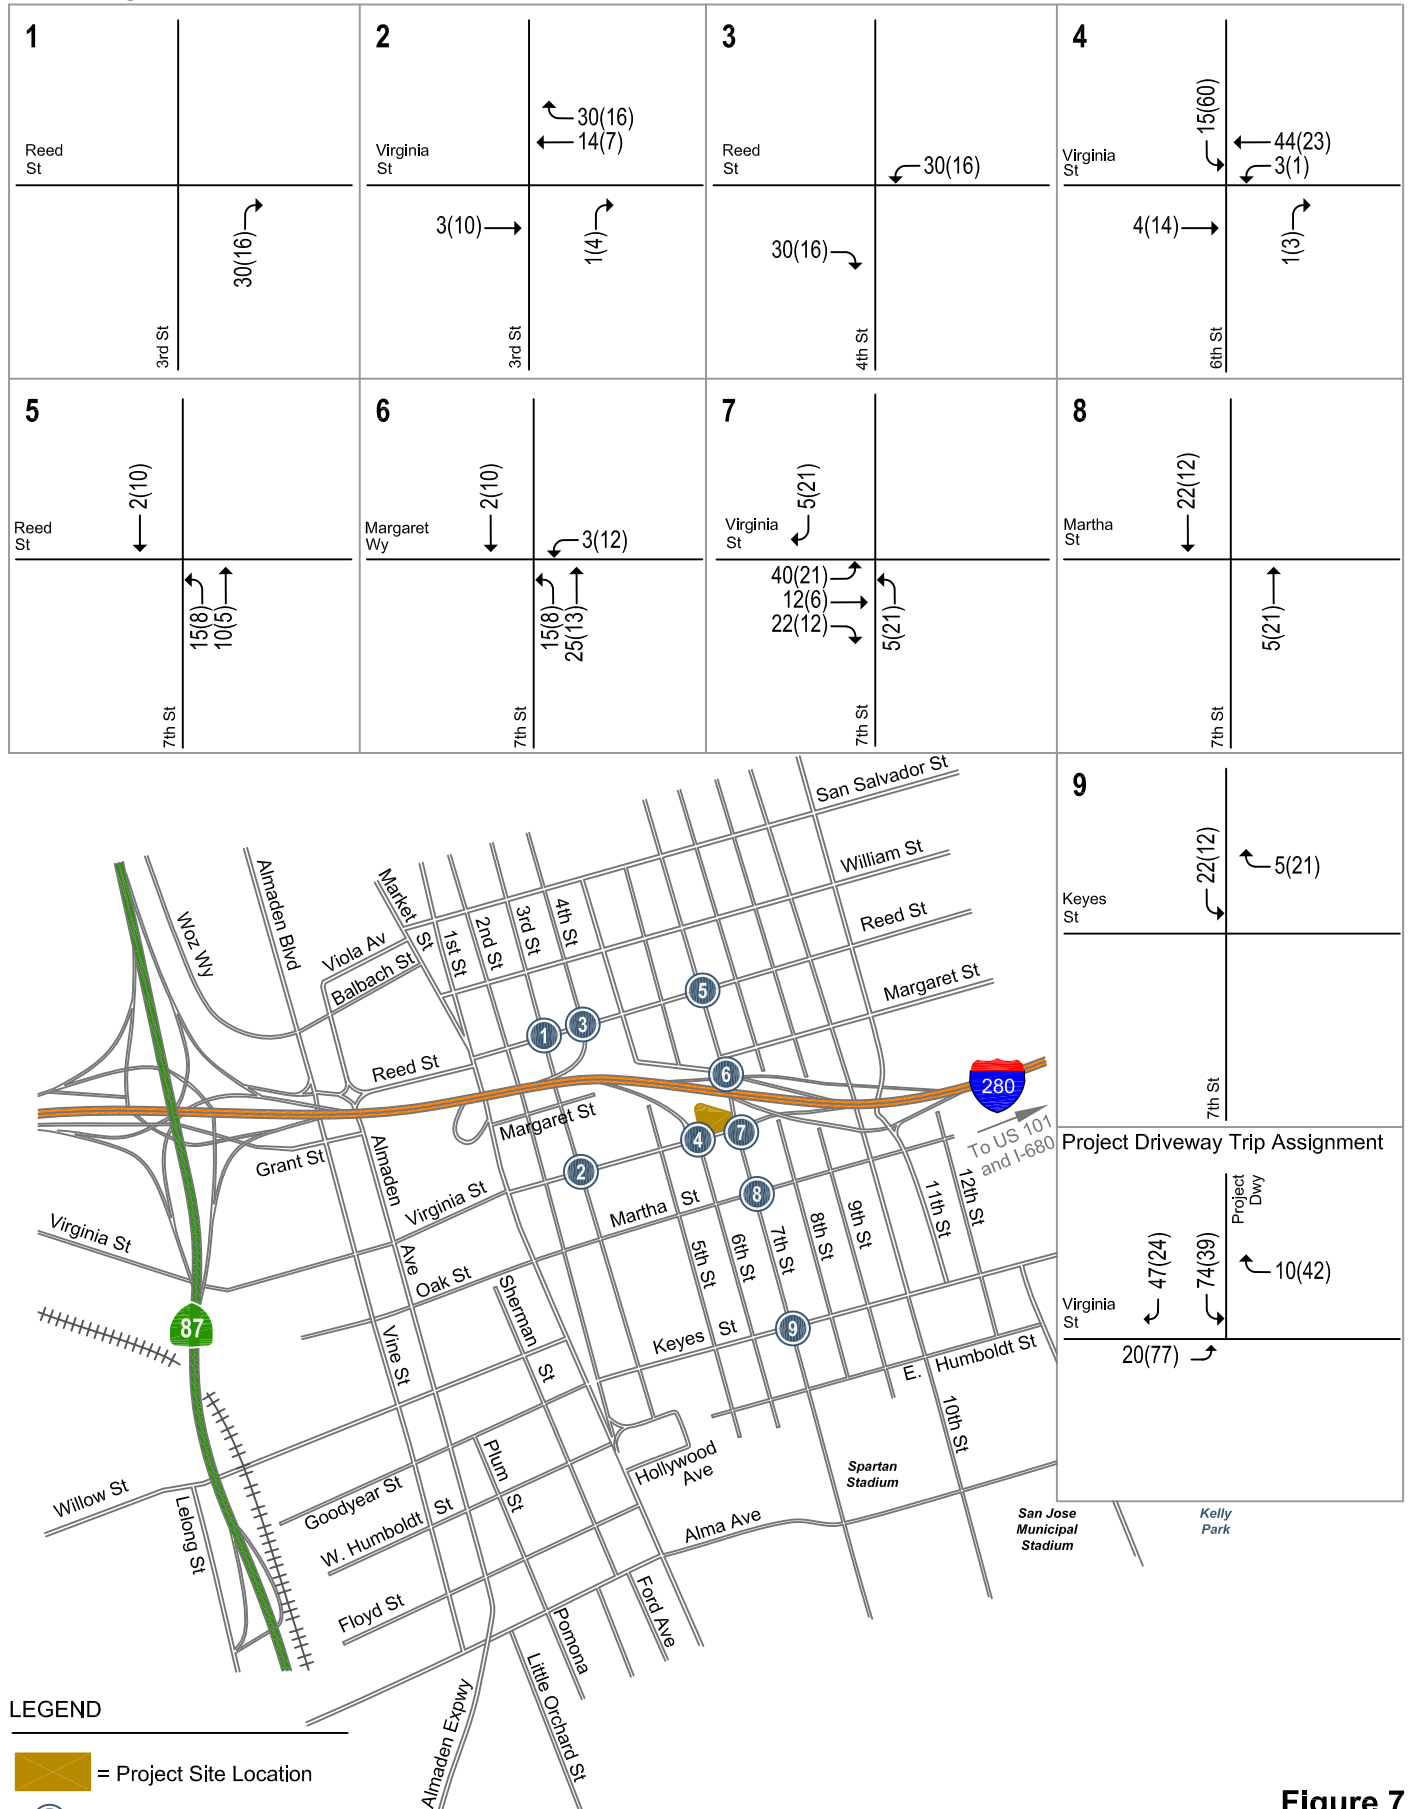 1
Reed
St
30(16)
3rd St
2
Virginia
St
30(16)
14(7)
3(10)
1(4)
3rd St
3
Reed
St
30(16)
30(16)
4th St
4
Virginia
St
15(60)
44(23)
3(1)
4(14)
1(3)
6th St
5
Reed
St
2(10)
15(8)
10(5)
7th St
6
Margaret
Wy
2(10)
3(12)
15(8)
25(13)
7th St
7
Virginia
St
5(21)
40(21)
12(6)
22(12)
5(21)
7th St
8
Martha
St
22(12)
5(21)
7th St
9
Keyes
St
22(12)
5(21)
7th St
Project Driveway Trip Assignment
Project
Dwy
47(24)
74(39)
10(42)
Virginia
St
20(77)
San Salvador St
William St
Reed St
Margaret St
Woz Wy
Almaden Blvd
Market
St
Viola Av
Balbach St
1st St
2nd St
3rd St
4th St
5
1
3
Reed St
6
280
To US 101
and I-680
Margaret St
4
7
2
8
Grant St
Almaden
Ave
Virginia St
Virginia St
Martha St
Oak St
5th St
6th St
7th St
8th St
9th St
11th St
12th St
Sherman
St
87
Vine St
Keyes St
9
E. Humboldt St
10th St
Hollywood
Ave
Plum
St
Spartan
Stadium
Willow St
Lelong St
Goodyear St
W. Humboldt St
Floyd St
Alma Ave
San Jose
Municipal
Stadium
Kelly
Park
Ford Ave
Pomona
Little Orchard St
Almaden Expwy
LEGEND
= Project Site Location
Figure 7